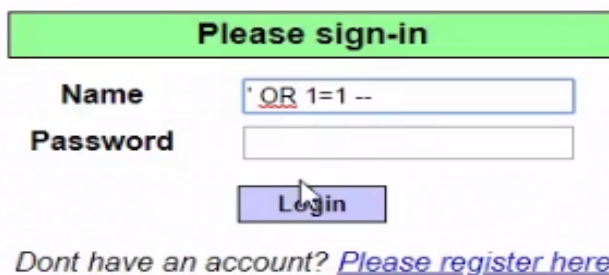 Please sign-in
Name ' OR 1=1 --
Password
Login
Dont have an account? Please register here